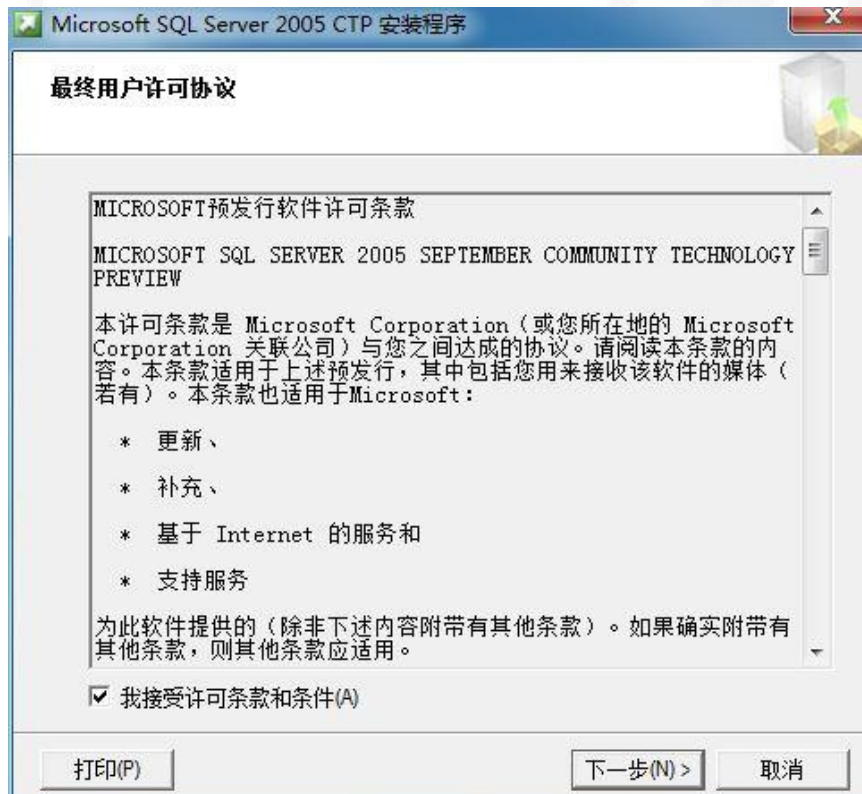 Microsoft SQL Server 2005 CTP 安装程序
最终用户许可协议
MICROSOFT预发行软件许可条款
MICROSOFT SQL SERVER 2005 SEPTEMBER COMMUNITY TECHNOLOGY
PREVIEW
本许可条款是 Microsoft Corporation（或您所在地的 Microsoft
Corporation 关联公司）与您之间达成的协议。请阅读本条款的内
容。本条款适用于上述预发行，其中包括您用来接收该软件的媒体（
若有）。本条款也适用于Microsoft：
* 更新、
* 补充、
* 基于 Internet 的服务和
* 支持服务
为此软件提供的（除非下述内容附带有其他条款）。如果确实附带有
其他条款，则其他条款应适用。
我接受许可条款和条件(A)
打印(P) 下一步(N) > 取消